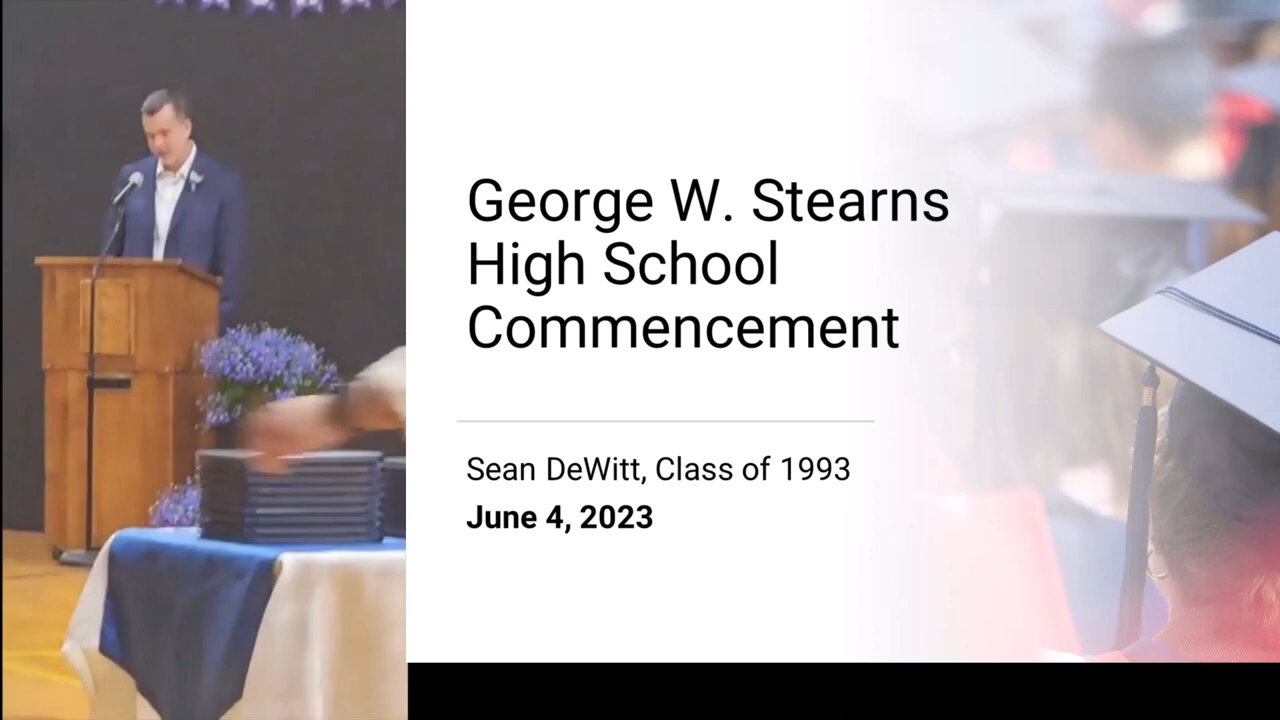 George W. Stearns
High School
Commencement
Sean DeWitt, Class of 1993
June 4, 2023